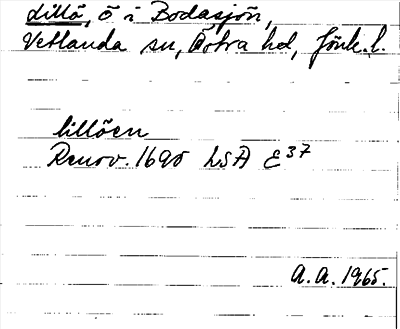 Lillö, ö i Bodasjön,
Vetlanda sn, Östra hd, Jönk. l.
lillöen
Renov. 1690 LSA E37
A.A. 1965.